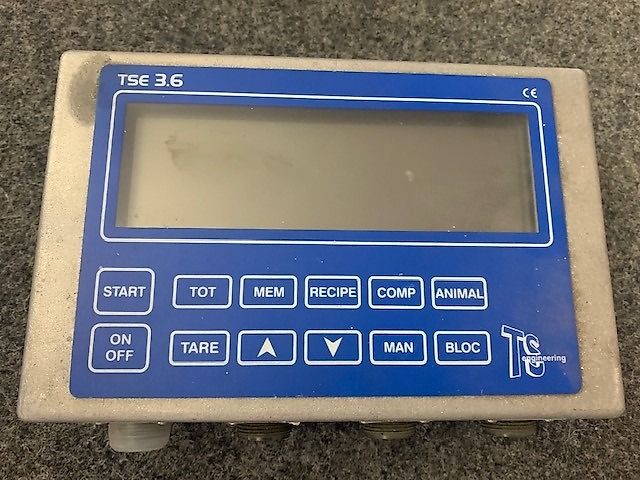 TSE 3.6
CE
START TOT MEM RECIPE COMP ANIMAL
ON
OFF
TARE MAN BLOC
TS
engineering